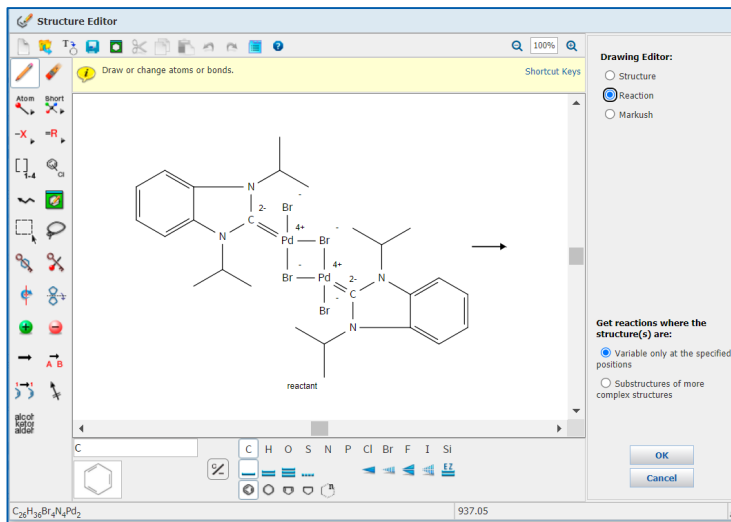 Structure Editor
100%
Draw or change atoms or bonds.
Shortcut Keys
Drawing Editor:
Structure
Reaction
Markush
Atom
Short
-X
=R
[ ]
1-4
Cl
A B
alcoh
keton
aldeh
N
2-
Br
-
C
4+
-
N
Pd
Br
4+
2-
N
Br
Pd
C
-
Br
N
reactant
Get reactions where the
structure(s) are:
Variable only at the specified
positions
Substructures of more
complex structures
OK
Cancel
C
C H O S N P Cl Br F I Si
EZ
n
C26H36Br4N4Pd2
937.05